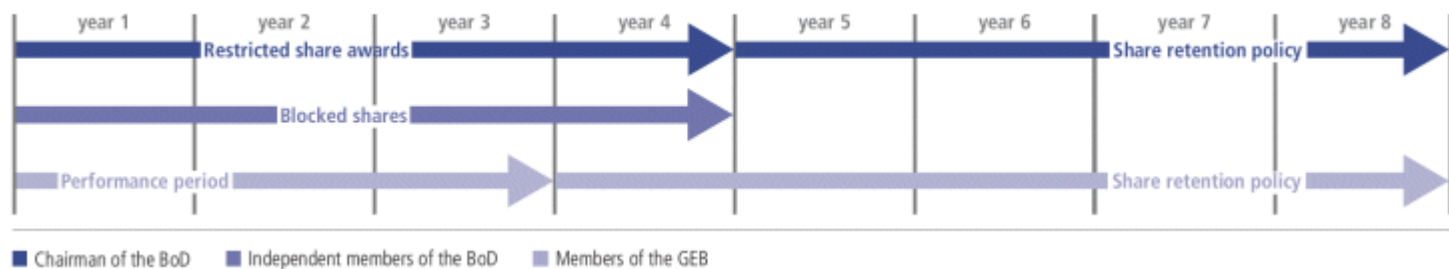 year 1 year 2 year 3 year 4 year 5 year 6 year 7 year 8
Restricted share awards Share retention policy
Blocked shares
Performance period Share retention policy
Chairman of the BoD Independent members of the BoD Members of the GEB